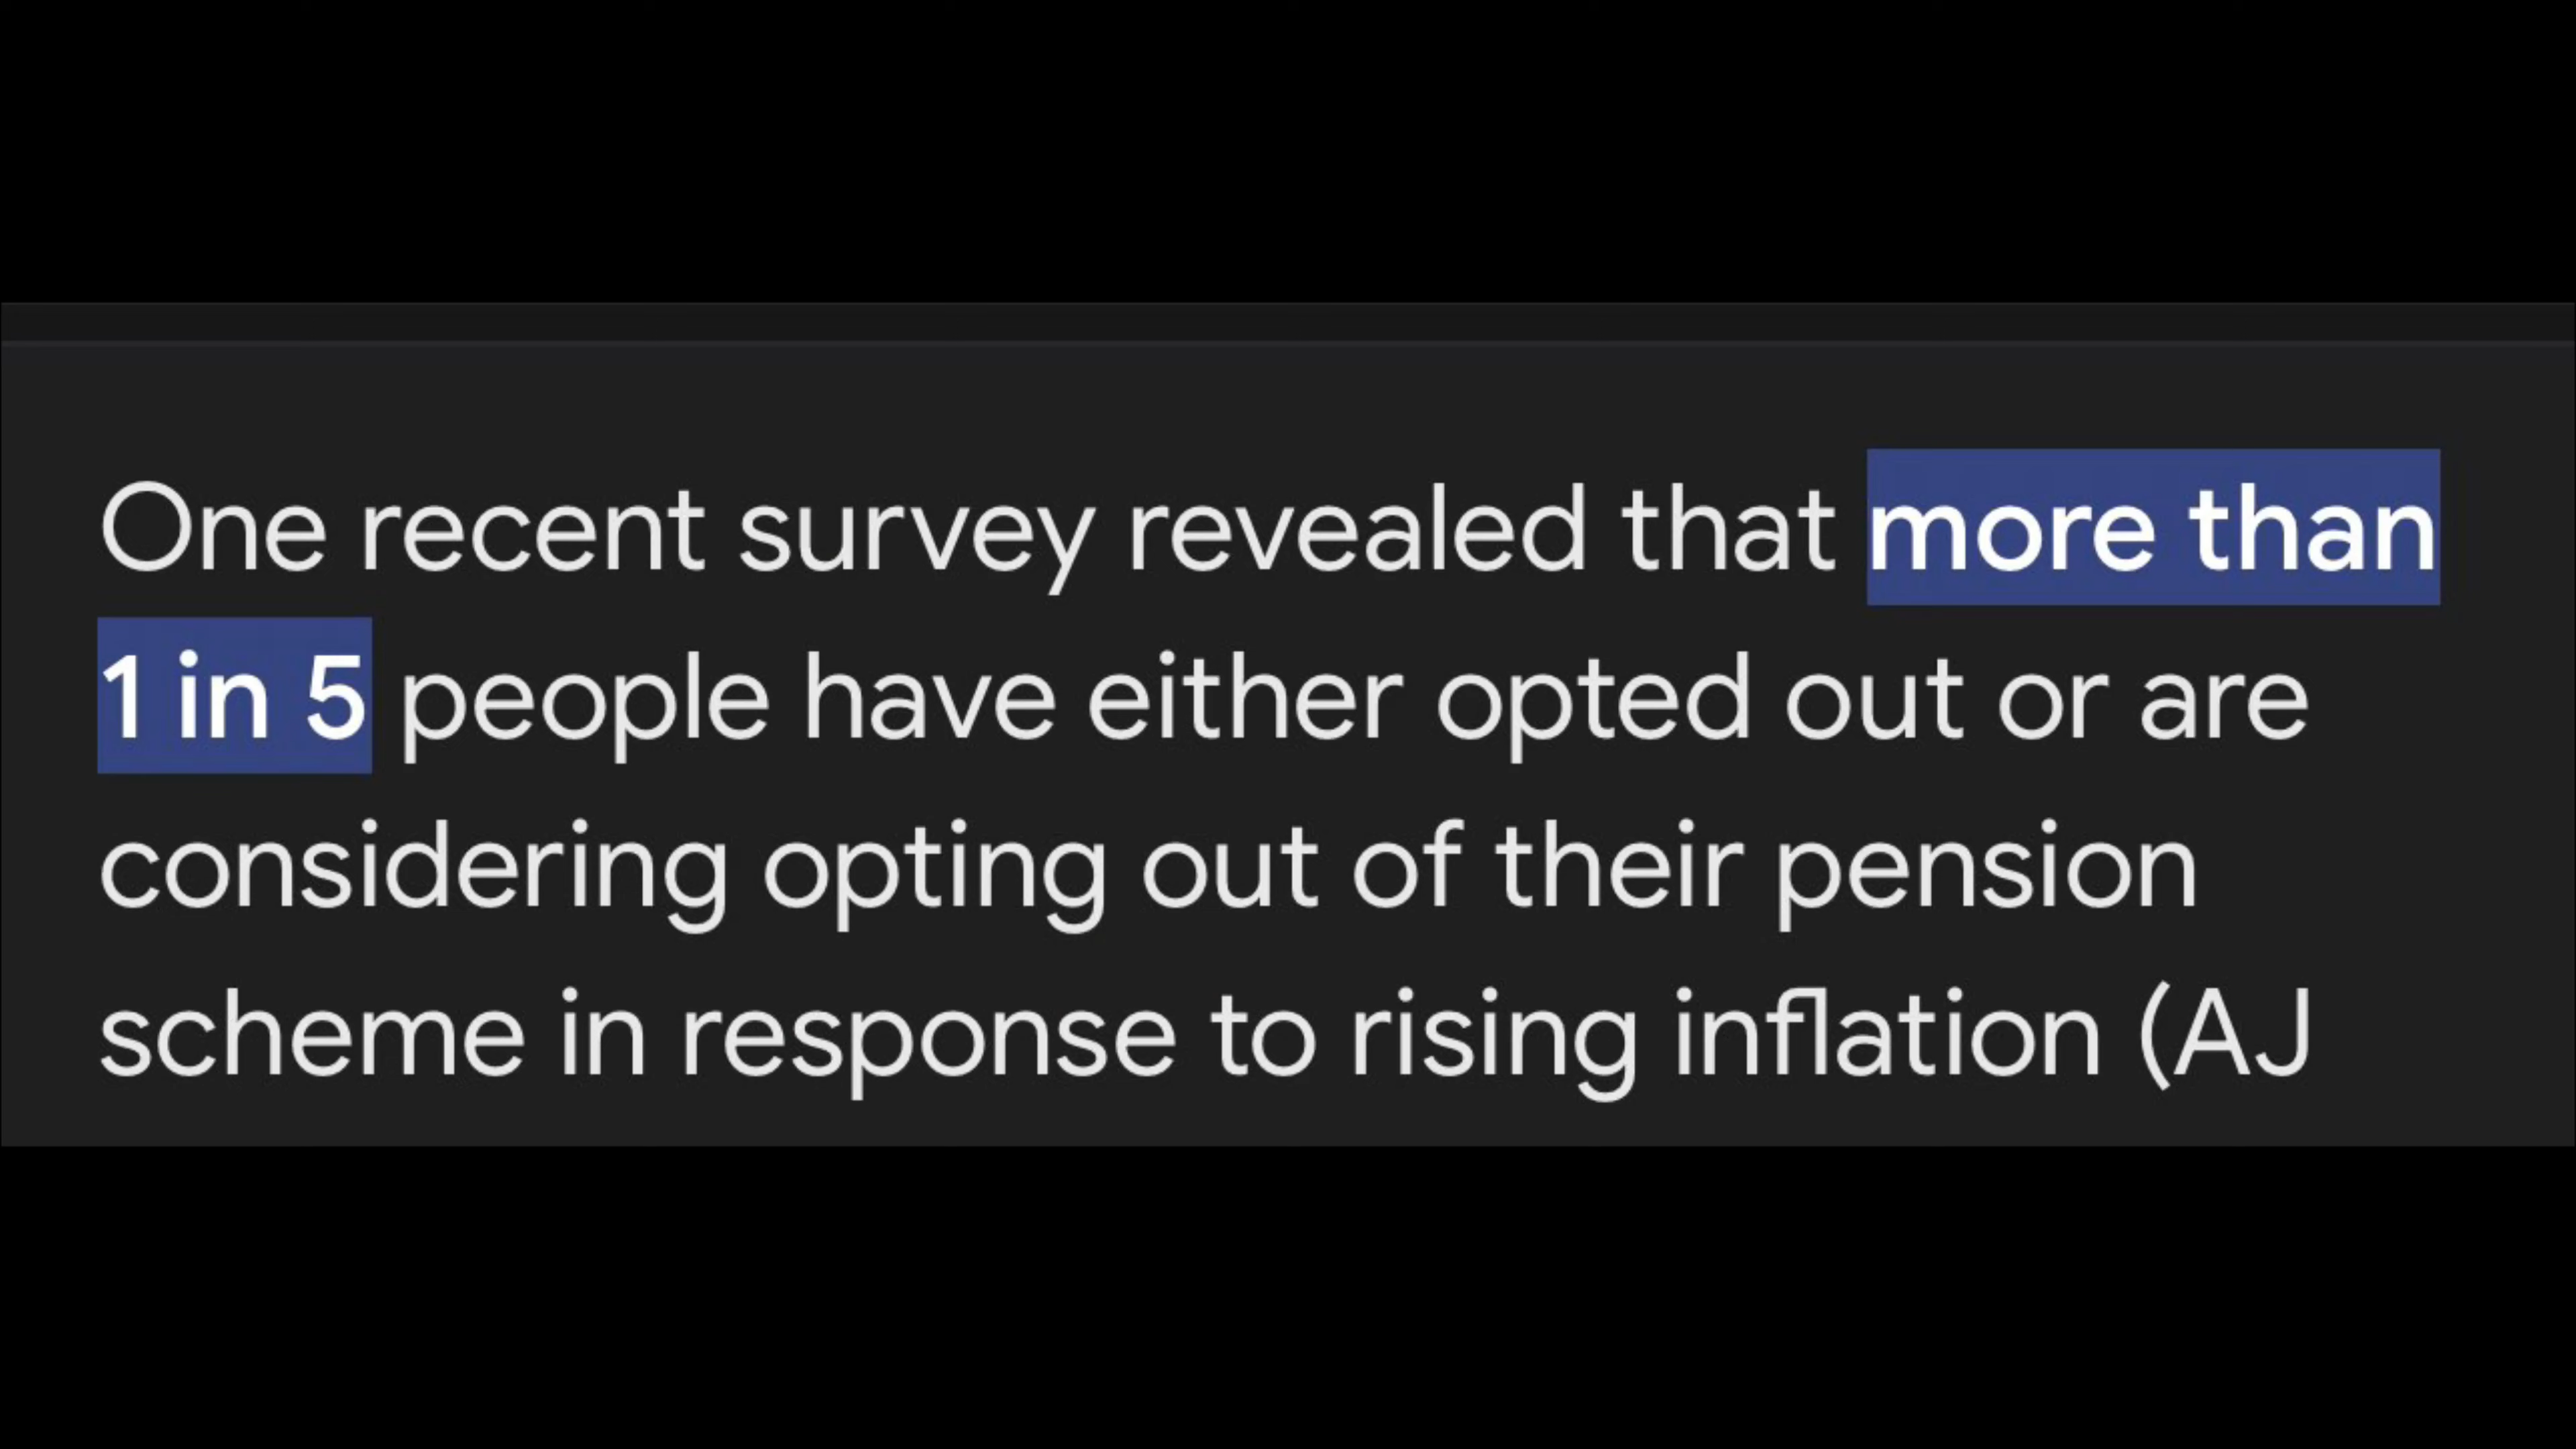 One recent survey revealed that more than
1 in 5 people have either opted out or are
considering opting out of their pension
scheme in response to rising inflation (AJ